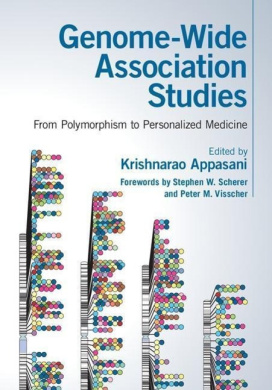 Genome-Wide
Association
Studies
From Polymorphism to Personalized Medicine
Edited by
Krishnarao Appasani
Forewords by Stephen W. Scherer
and Peter M. Visscher